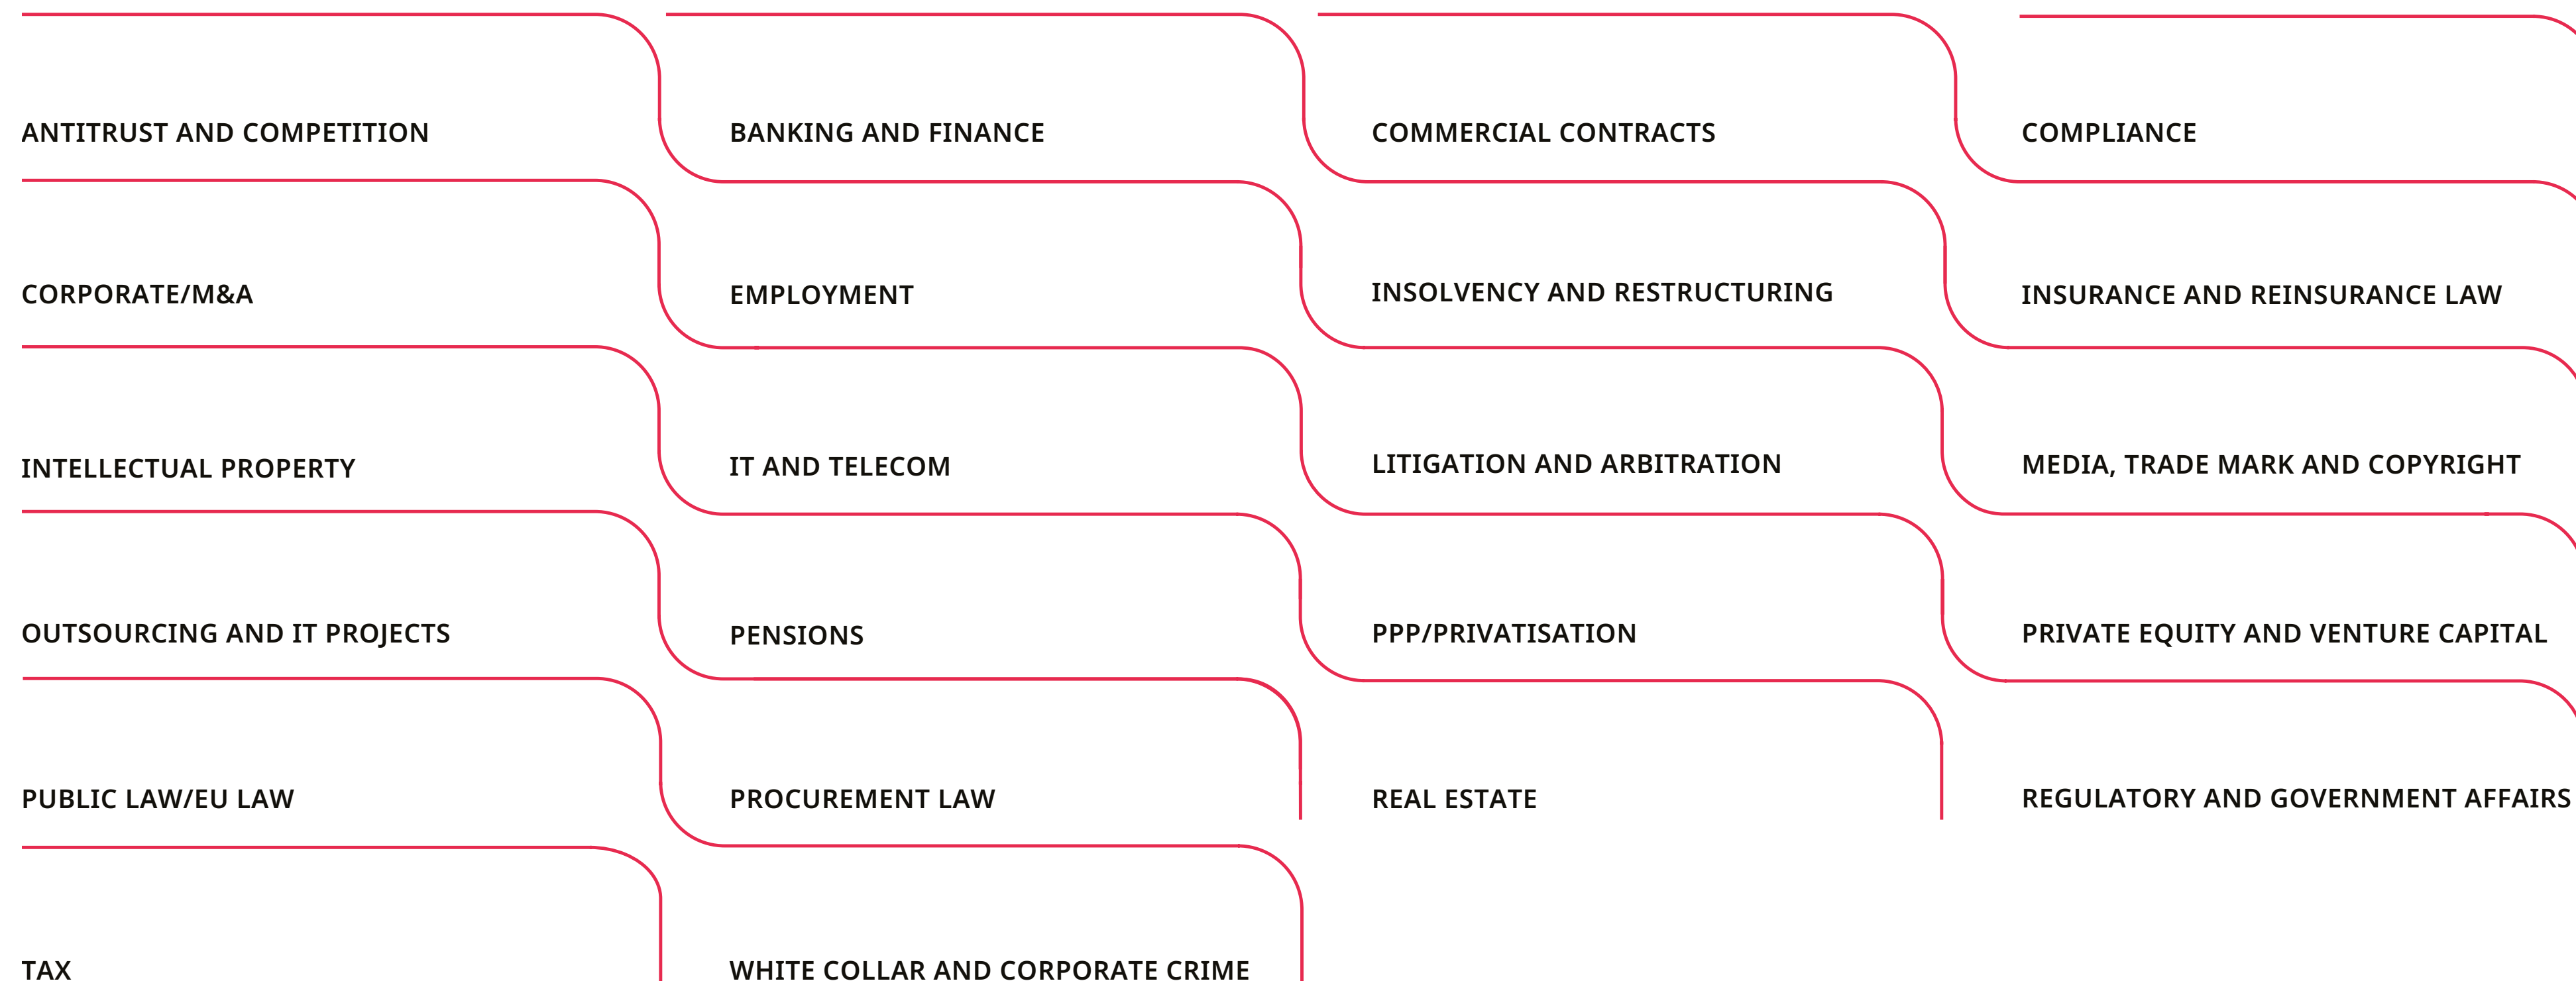 ANTITRUST AND COMPETITION
BANKING AND FINANCE
COMMERCIAL CONTRACTS
COMPLIANCE
CORPORATE/M&A
EMPLOYMENT
INSOLVENCY AND RESTRUCTURING
INSURANCE AND REINSURANCE LAW
INTELLECTUAL PROPERTY
IT AND TELECOM
LITIGATION AND ARBITRATION
MEDIA, TRADE MARK AND COPYRIGHT
OUTSOURCING AND IT PROJECTS
PENSIONS
PPP/PRIVATISATION
PRIVATE EQUITY AND VENTURE CAPITAL
PUBLIC LAW/EU LAW
PROCUREMENT LAW
REAL ESTATE
REGULATORY AND GOVERNMENT AFFAIRS
TAX
WHITE COLLAR AND CORPORATE CRIME